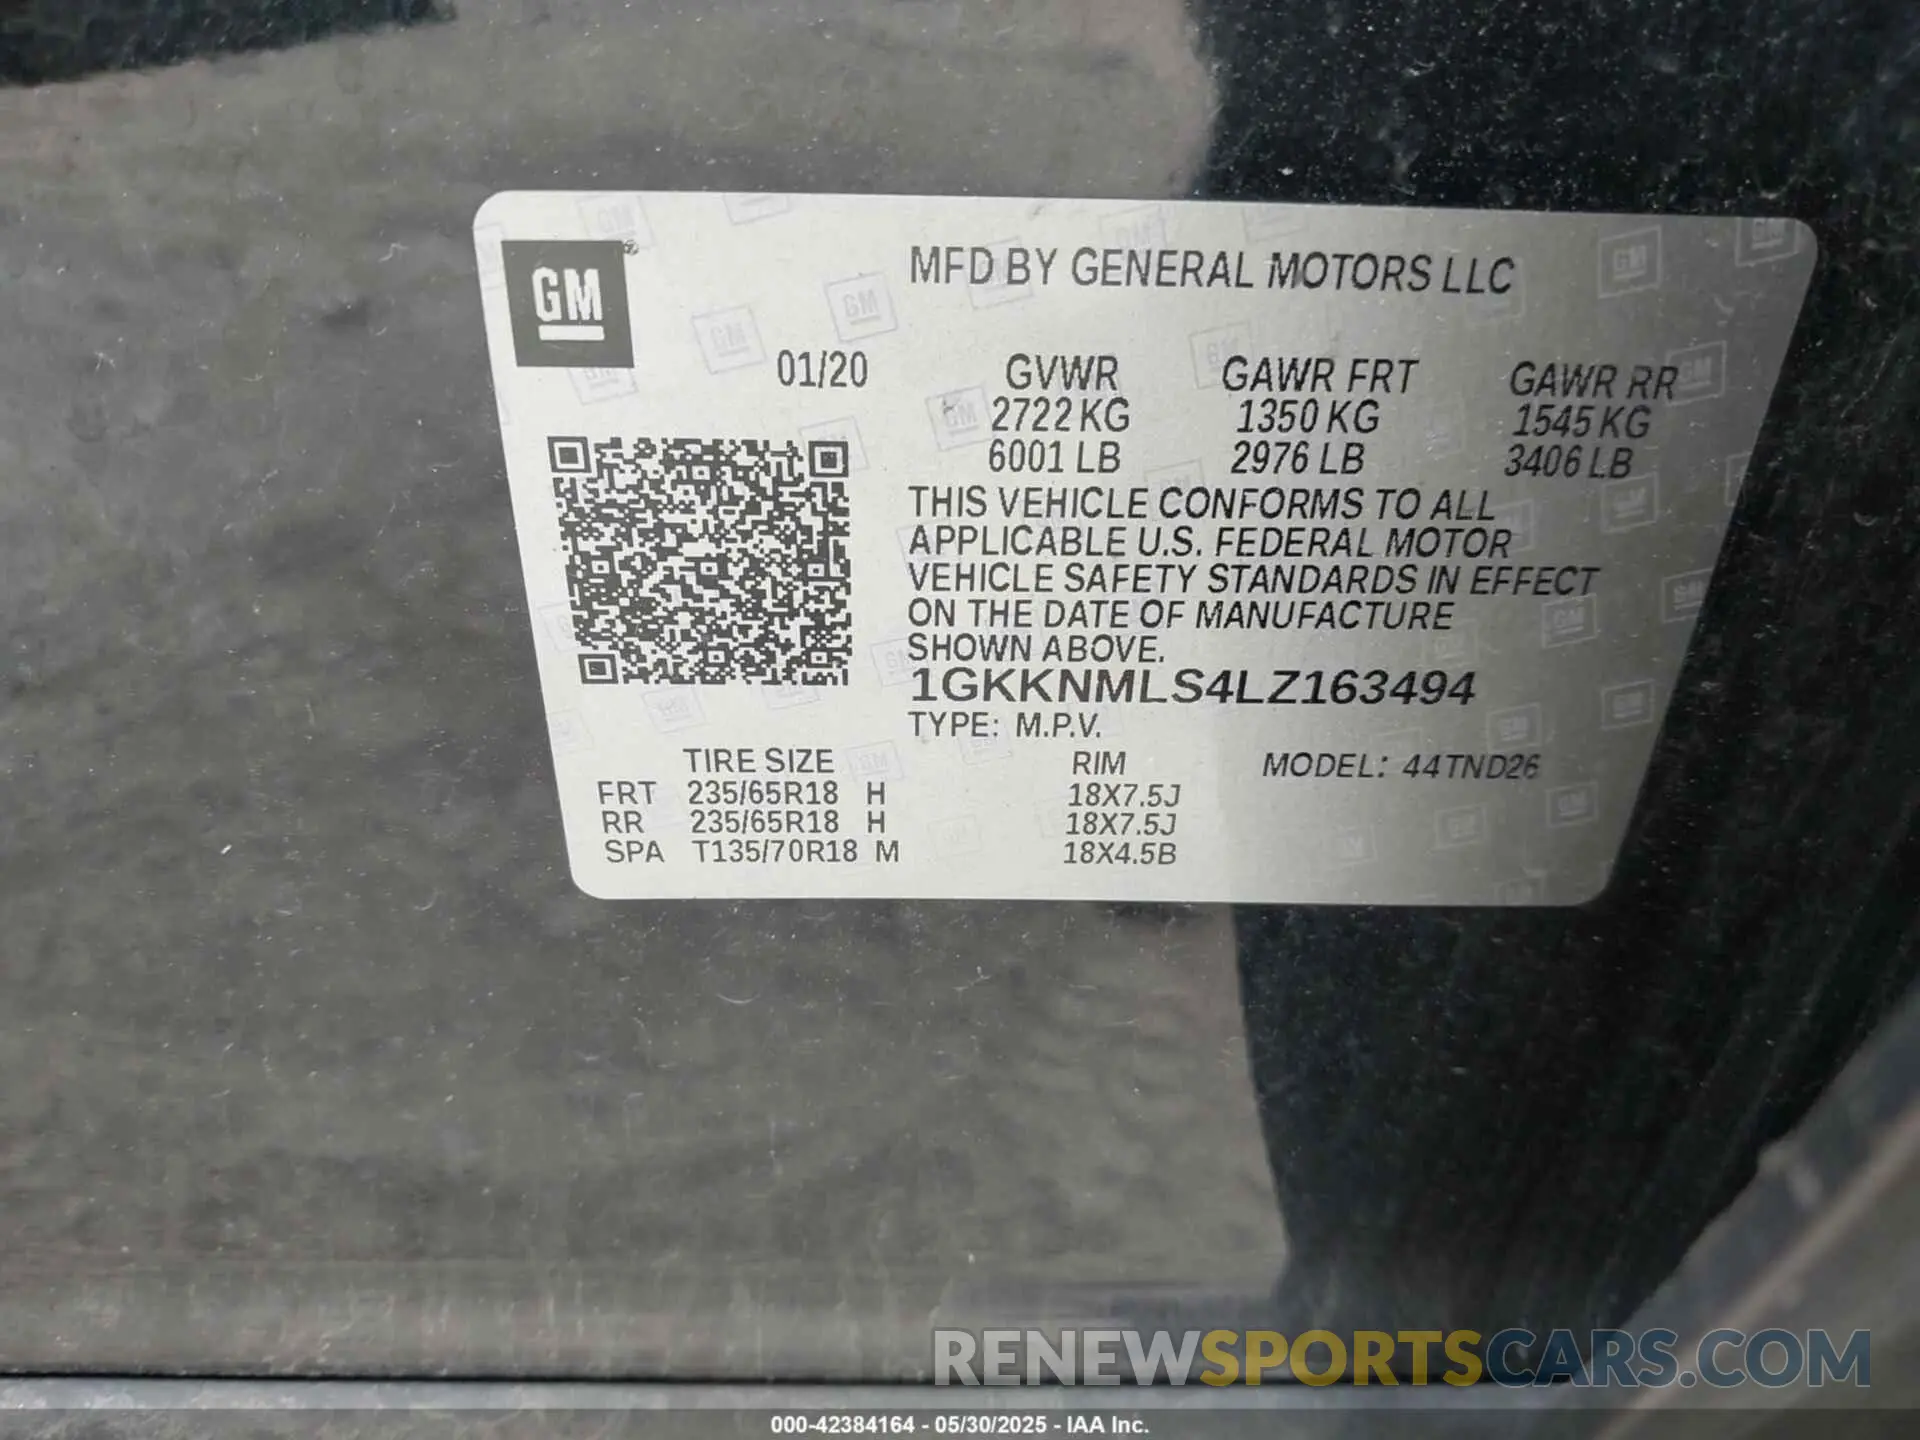 GM ®
MFD BY GENERAL MOTORS LLC
01/20 GVWR GAWR FRT GAWR RR
2722 KG 1350 KG 1545 KG
6001 LB 2976 LB 3406 LB
THIS VEHICLE CONFORMS TO ALL
APPLICABLE U.S. FEDERAL MOTOR
VEHICLE SAFETY STANDARDS IN EFFECT
ON THE DATE OF MANUFACTURE
SHOWN ABOVE.
1GKKNMLS4LZ163494
TYPE: M.P.V.
TIRE SIZE RIM MODEL: 44TND26
FRT 235/65R18 H 18X7.5J
RR 235/65R18 H 18X7.5J
SPA T135/70R18 M 18X4.5B
RENEWSPORTSCARS.COM
000-42384164 - 05/30/2025 - IAA Inc.